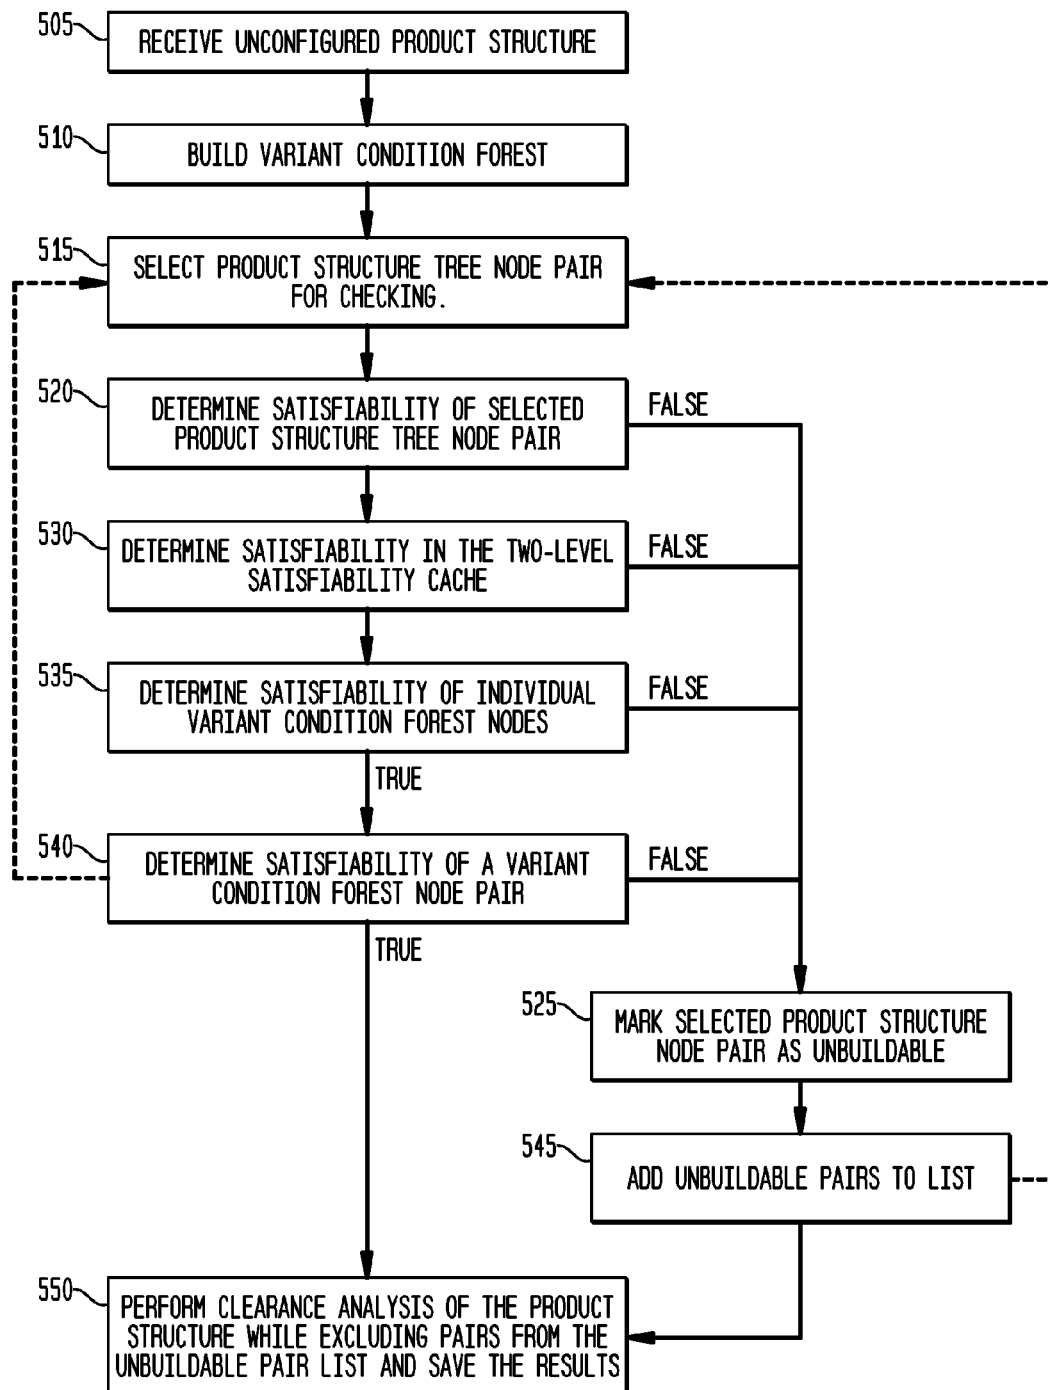 505
RECEIVE UNCONFIGURED PRODUCT STRUCTURE
510
BUILD VARIANT CONDITION FOREST
515
SELECT PRODUCT STRUCTURE TREE NODE PAIR
FOR CHECKING.
520
DETERMINE SATISFIABILITY OF SELECTED
PRODUCT STRUCTURE TREE NODE PAIR
FALSE
530
DETERMINE SATISFIABILITY IN THE TWO-LEVEL
SATISFIABILITY CACHE
FALSE
535
DETERMINE SATISFIABILITY OF INDIVIDUAL
VARIANT CONDITION FOREST NODES
FALSE
TRUE
540
DETERMINE SATISFIABILITY OF A VARIANT
CONDITION FOREST NODE PAIR
FALSE
TRUE
525
MARK SELECTED PRODUCT STRUCTURE
NODE PAIR AS UNBUILDABLE
545
ADD UNBUILDABLE PAIRS TO LIST
550
PERFORM CLEARANCE ANALYSIS OF THE PRODUCT
STRUCTURE WHILE EXCLUDING PAIRS FROM THE
UNBUILDABLE PAIR LIST AND SAVE THE RESULTS